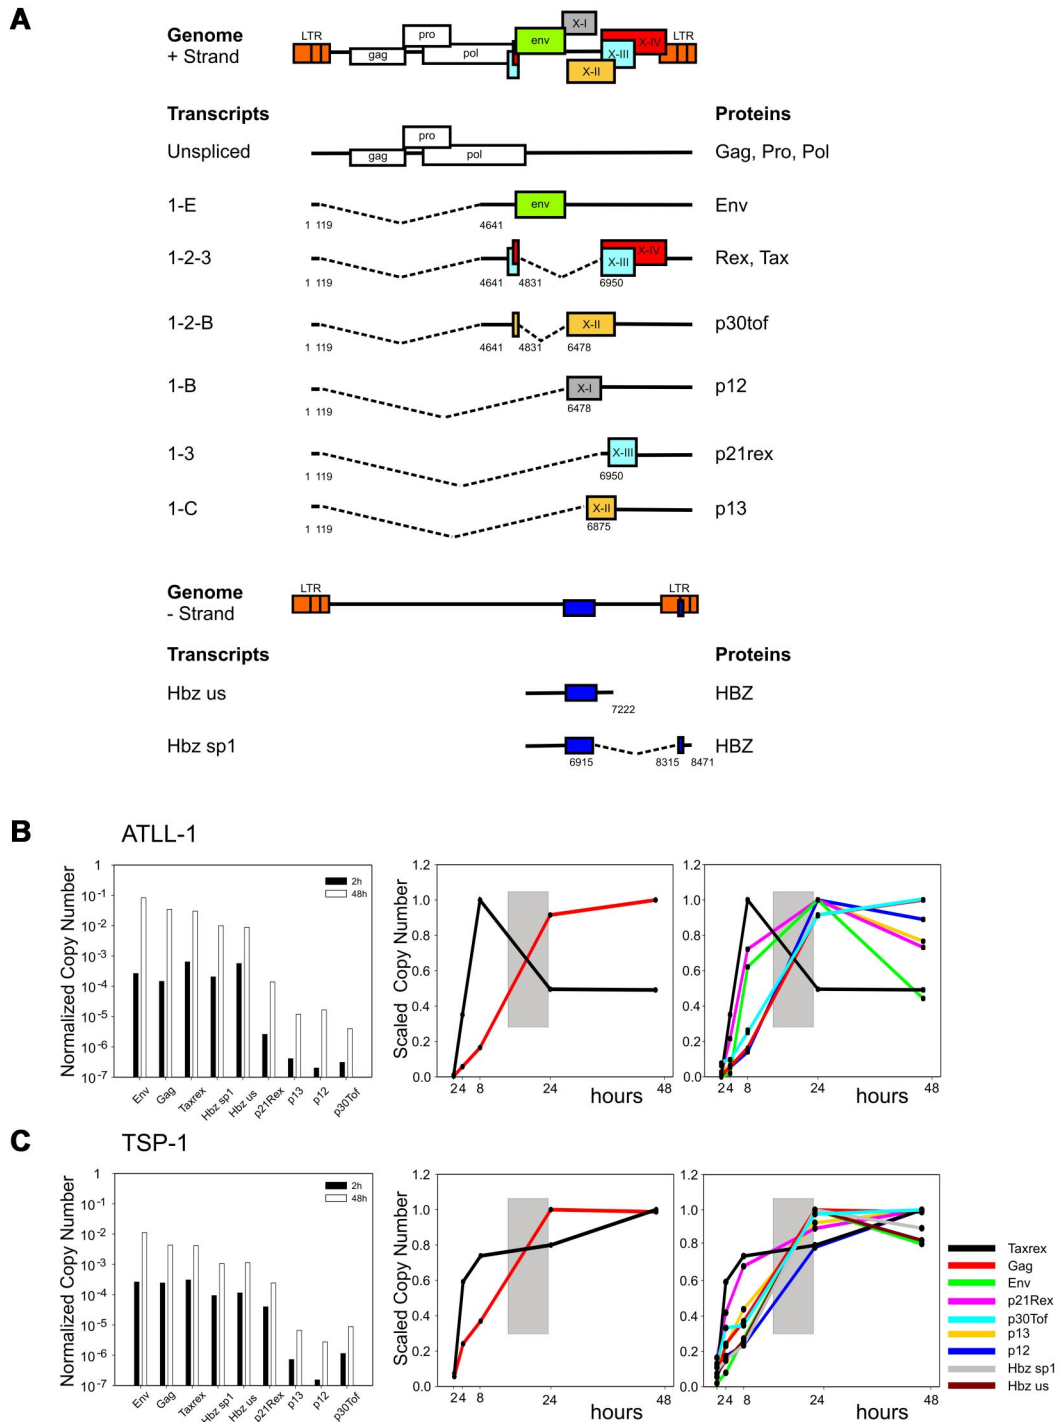 A
Genome
+ Strand
LTR
gag
pro
pol
env
X-I
X-II
X-III
X-IV
LTR
Transcripts
Proteins
Unspliced
gag
pro
pol
Gag, Pro, Pol
1-E
1 119
4641
env
Env
1-2-3
1 119
4641
4831
6950
X-III
X-IV
Rex, Tax
1-2-B
1 119
4641
4831
6478
X-II
p30tof
1-B
1 119
6478
X-I
p12
1-3
1 119
6950
X-III
p21rex
1-C
1 119
6875
X-II
p13
Genome
- Strand
LTR
LTR
Transcripts
Proteins
Hbz us
7222
HBZ
Hbz sp1
6915
8315
8471
HBZ
B
ATLL-1
Normalized Copy Number
1
10-1
10-2
10-3
10-4
10-5
10-6
10-7
2h
48h
Env
Gag
Taxrex
Hbz sp1
Hbz us
p21Rex
p13
p12
p30Tof
Scaled Copy Number
1.2
1.0
0.8
0.6
0.4
0.2
0.0
2 4 8 24 48
hours
1.2
1.0
0.8
0.6
0.4
0.2
0.0
2 4 8 24 48
hours
C
TSP-1
Normalized Copy Number
1
10-1
10-2
10-3
10-4
10-5
10-6
10-7
2h
48h
Env
Gag
Taxrex
Hbz sp1
Hbz us
p21Rex
p13
p12
p30Tof
Scaled Copy Number
1.2
1.0
0.8
0.6
0.4
0.2
0.0
2 4 8 24 48
hours
1.2
1.0
0.8
0.6
0.4
0.2
0.0
2 4 8 24 48
hours
Taxrex
Gag
Env
p21Rex
p30Tof
p13
p12
Hbz sp1
Hbz us